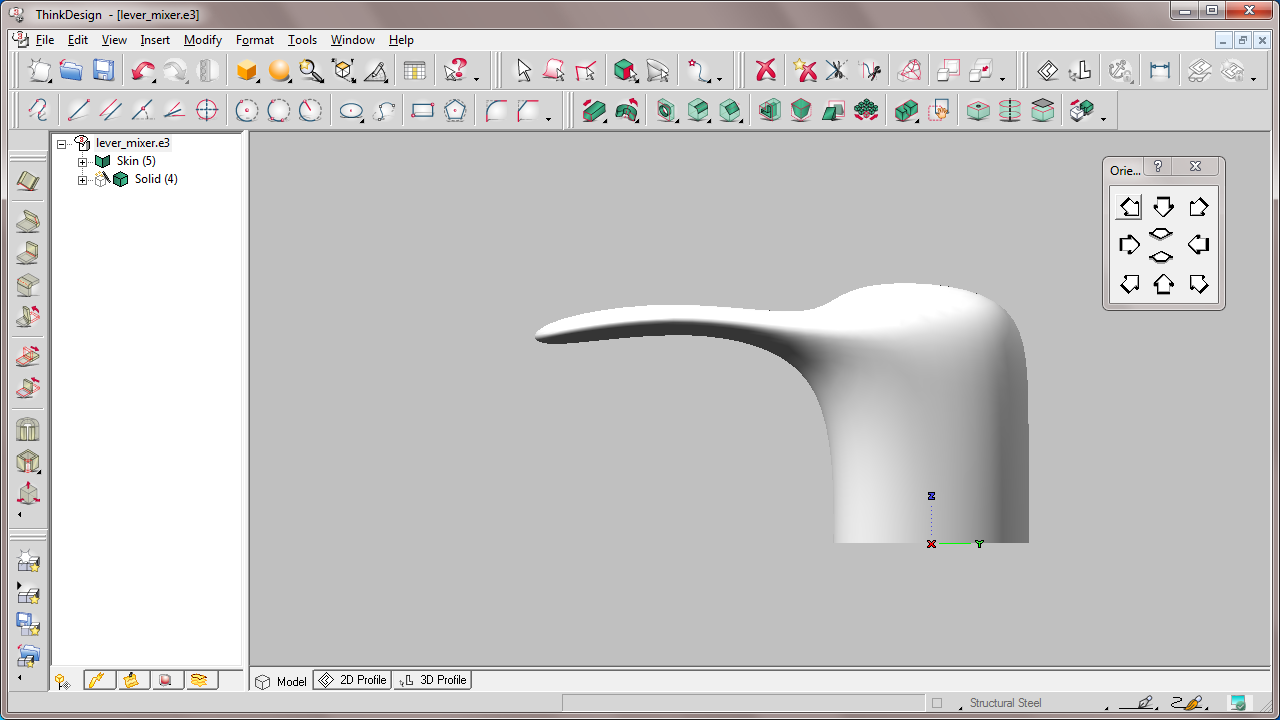 ThinkDesign - [lever_mixer.e3]
File Edit View Insert Modify Format Tools Window Help
lever_mixer.e3
Skin (5)
Solid (4)
Orie...
Z
X Y
Model 2D Profile 3D Profile
Structural Steel